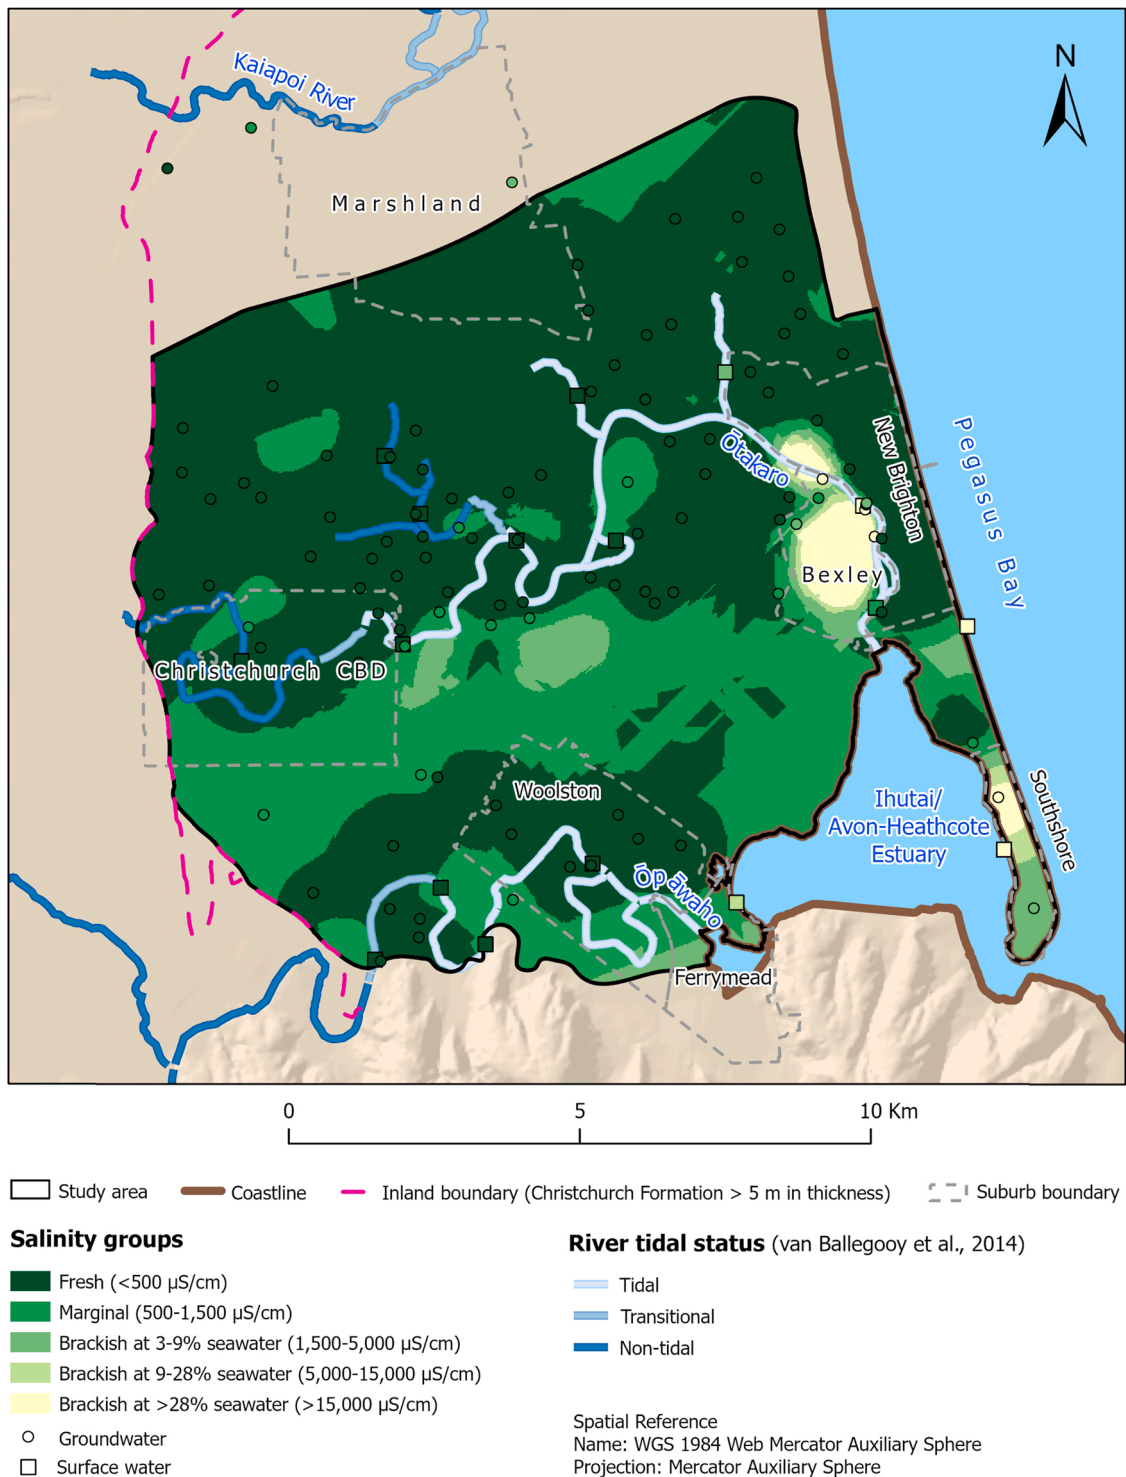 N
Kaiapoi River
Marshland
Pegasus Bay
New Brighton
Ōtakaro
Bexley
Christchurch CBD
Woolston
Southshore
Ihutai/
Avon-Heathcote
Estuary
Ōpāwaho
Ferrymead
0 5 10 Km
Study area Coastline Inland boundary (Christchurch Formation > 5 m in thickness) Suburb boundary
Salinity groups
Fresh (<500 µS/cm)
Marginal (500-1,500 µS/cm)
Brackish at 3-9% seawater (1,500-5,000 µS/cm)
Brackish at 9-28% seawater (5,000-15,000 µS/cm)
Brackish at >28% seawater (>15,000 µS/cm)
Groundwater
Surface water
River tidal status (van Ballegooy et al., 2014)
Tidal
Transitional
Non-tidal
Spatial Reference
Name: WGS 1984 Web Mercator Auxiliary Sphere
Projection: Mercator Auxiliary Sphere